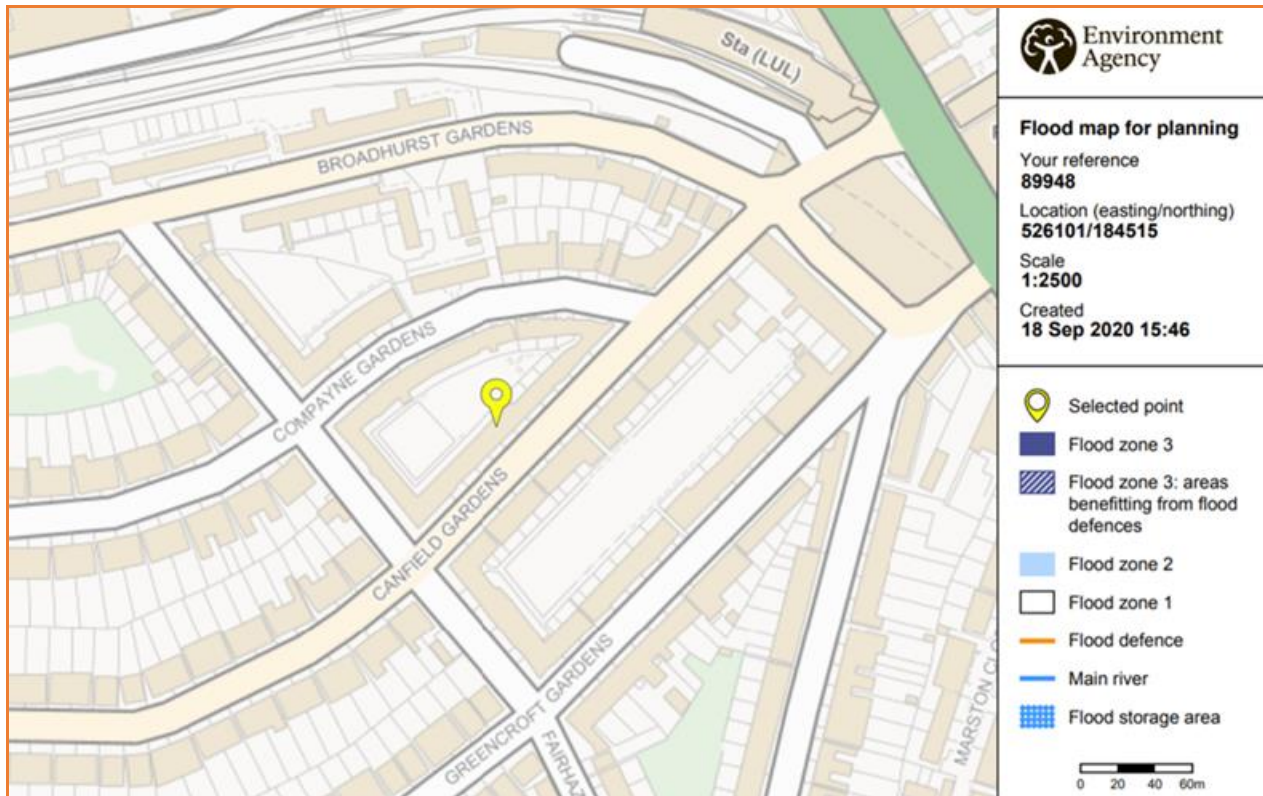 Sta (LUL)
BROADHURST GARDENS
COMPAYNE GARDENS
CANFIELD GARDENS
GREENCROFT GARDENS
FAIRHAZ
MARSTON CLO
Environment
Agency
Flood map for planning
Your reference
89948
Location (easting/northing)
526101/184515
Scale
1:2500
Created
18 Sep 2020 15:46
Selected point
Flood zone 3
Flood zone 3: areas
benefitting from flood
defences
Flood zone 2
Flood zone 1
Flood defence
Main river
Flood storage area
0 20 40 60m